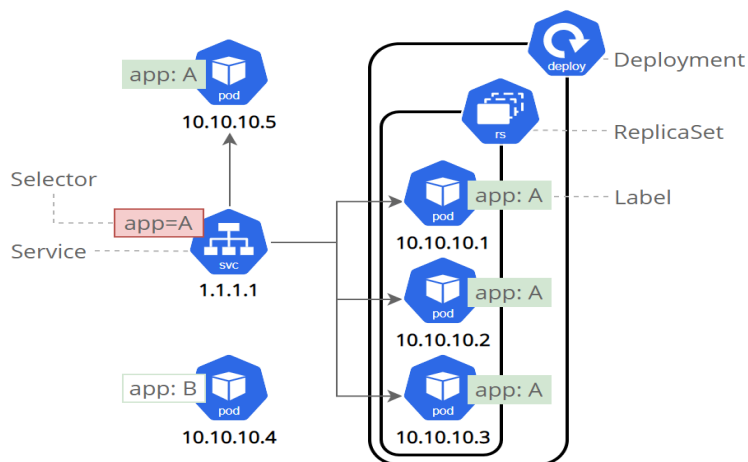 app: A
pod
10.10.10.5
deploy
Deployment
rs
ReplicaSet
Selector
app=A
Service
svc
1.1.1.1
pod
app: A
Label
10.10.10.1
pod
app: A
10.10.10.2
app: B
pod
10.10.10.4
pod
app: A
10.10.10.3